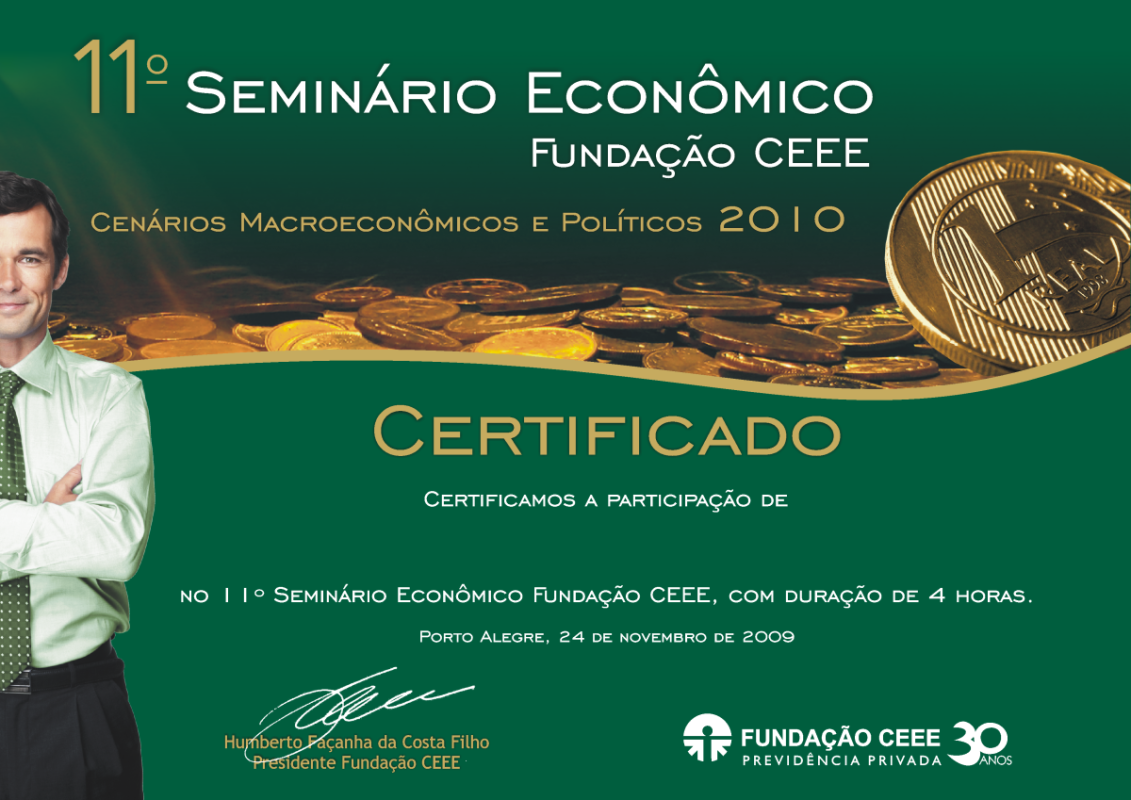 11º Seminário Econômico
Fundação CEEE
Cenários Macroeconômicos e Políticos 2010
REAL
1998
Certificado
Certificamos a participação de
no 11º Seminário Econômico Fundação CEEE, com duração de 4 horas.
Porto Alegre, 24 de novembro de 2009
Humberto Façanha da Costa Filho
Presidente Fundação CEEE
FUNDAÇÃO CEEE
PREVIDÊNCIA PRIVADA
30
ANOS